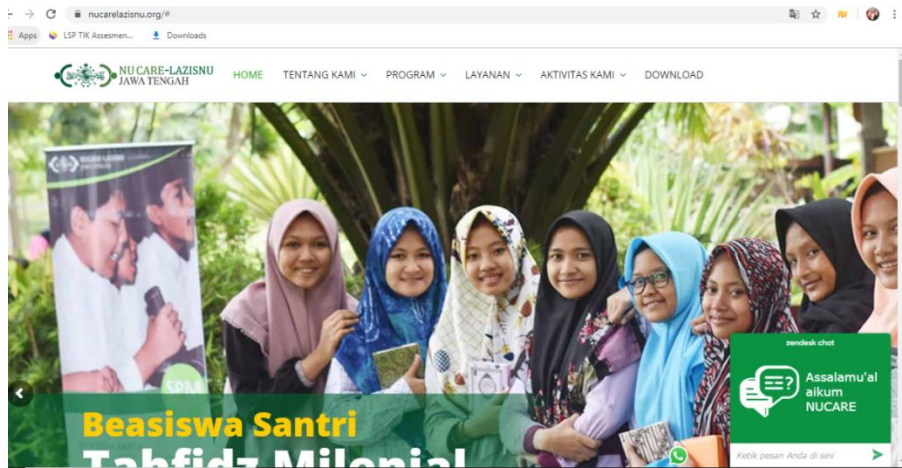 nucarelazisnu.org/#
Apps
LSP TIK Assesmen...
Downloads
NU CARE-LAZISNU
JAWA TENGAH
HOME
TENTANG KAMI
PROGRAM
LAYANAN
AKTIVITAS KAMI
DOWNLOAD
SPM
zendesk chat
Assalamu'al
aikum
NUCARE
Beasiswa Santri
Tahfidz Milenial
Ketik pesan Anda di sini